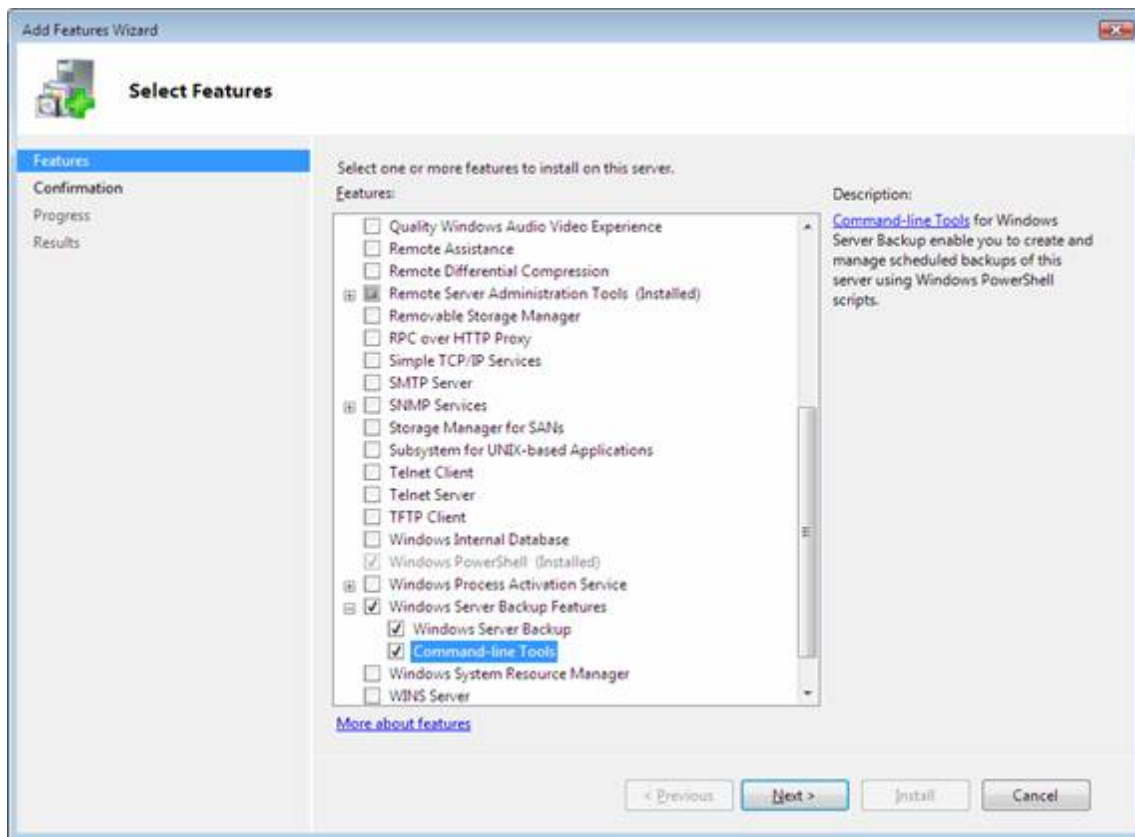 Add Features Wizard
Select Features
Features
Confirmation
Progress
Results
Select one or more features to install on this server.
Features:
Quality Windows Audio Video Experience
Remote Assistance
Remote Differential Compression
Remote Server Administration Tools (Installed)
Removable Storage Manager
RPC over HTTP Proxy
Simple TCP/IP Services
SMTP Server
SNMP Services
Storage Manager for SANs
Subsystem for UNIX-based Applications
Telnet Client
Telnet Server
TFTP Client
Windows Internal Database
Windows PowerShell (Installed)
Windows Process Activation Service
Windows Server Backup Features
Windows Server Backup
Command-line Tools
Windows System Resource Manager
WINS Server
More about features
Description:
Command-line Tools for Windows
Server Backup enable you to create and
manage scheduled backups of this
server using Windows PowerShell
scripts.
< Previous
Next >
Install
Cancel